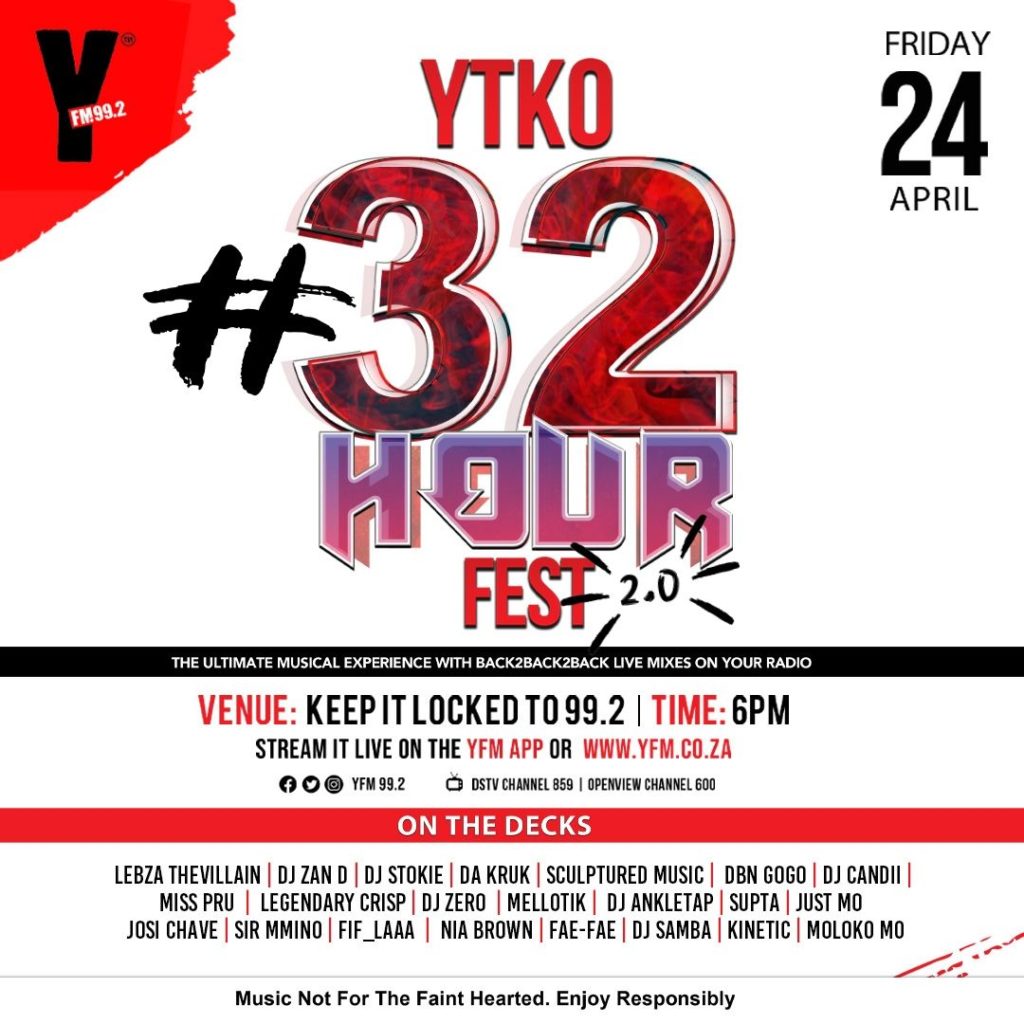 Y
TM
FM99.2
FRIDAY
24
APRIL
YTKO
#32
HOUR
FEST 2.0
THE ULTIMATE MUSICAL EXPERIENCE WITH BACK2BACK2BACK LIVE MIXES ON YOUR RADIO
VENUE: KEEP IT LOCKED TO 99.2 | TIME: 6PM
STREAM IT LIVE ON THE YFM APP OR WWW.YFM.CO.ZA
YFM 99.2 DSTV CHANNEL 859 | OPENVIEW CHANNEL 600
ON THE DECKS
LEBZA THEVILLAIN | DJ ZAN D | DJ STOKIE | DA KRUK | SCULPTURED MUSIC | DBN GOGO | DJ CANDII |
MISS PRU | LEGENDARY CRISP | DJ ZERO | MELLOTIK | DJ ANKLETAP | SUPTA | JUST MO
JOSI CHAVE | SIR MMINO | FIF_LAAA | NIA BROWN | FAE-FAE | DJ SAMBA | KINETIC | MOLOKO MO
Music Not For The Faint Hearted. Enjoy Responsibly